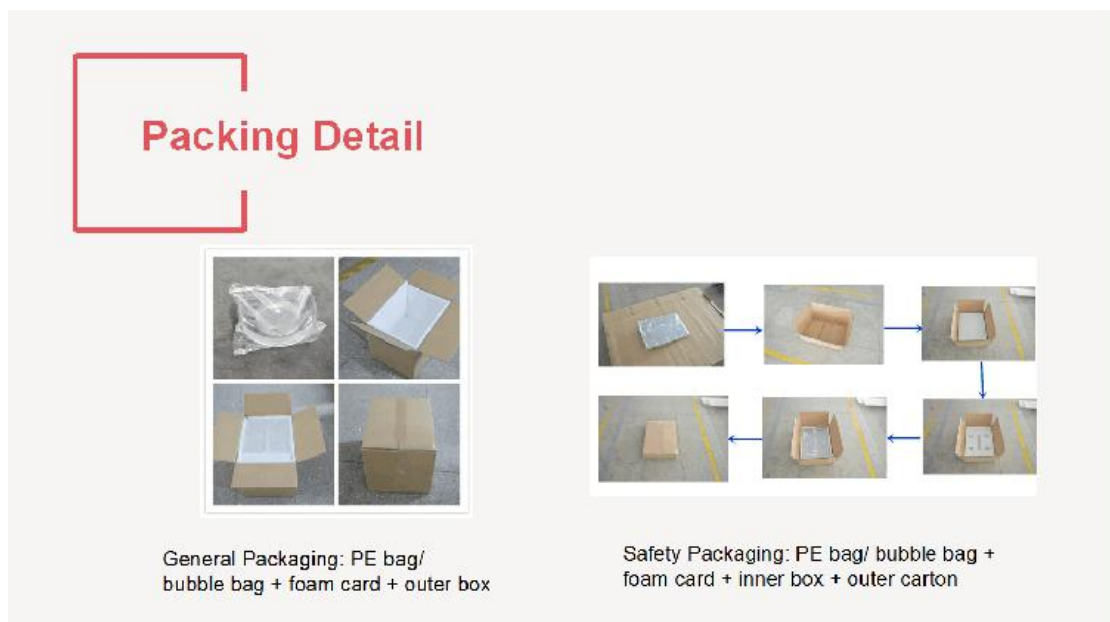 Packing Detail
General Packaging: PE bag/
bubble bag + foam card + outer box
Safety Packaging: PE bag/ bubble bag +
foam card + inner box + outer carton